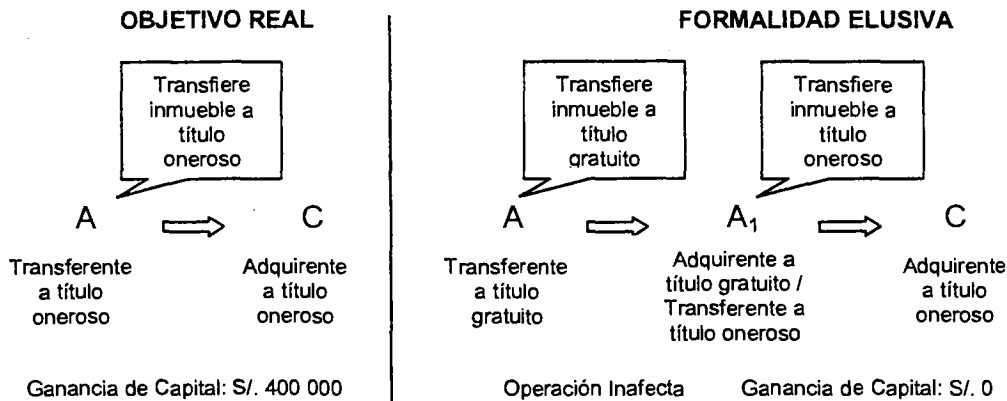 OBJETIVO REAL
Transfiere
inmueble a
título
oneroso
A
C
Transferente
a título
oneroso
Adquirente
a título
oneroso
Ganancia de Capital: S/. 400 000
FORMALIDAD ELUSIVA
Transfiere
inmueble a
título
gratuito
Transfiere
inmueble a
título
oneroso
A
A₁
C
Transferente
a título
gratuito
Adquirente a
título gratuito /
Transferente a
título oneroso
Adquirente
a título
oneroso
Operación Inafecta
Ganancia de Capital: S/. 0